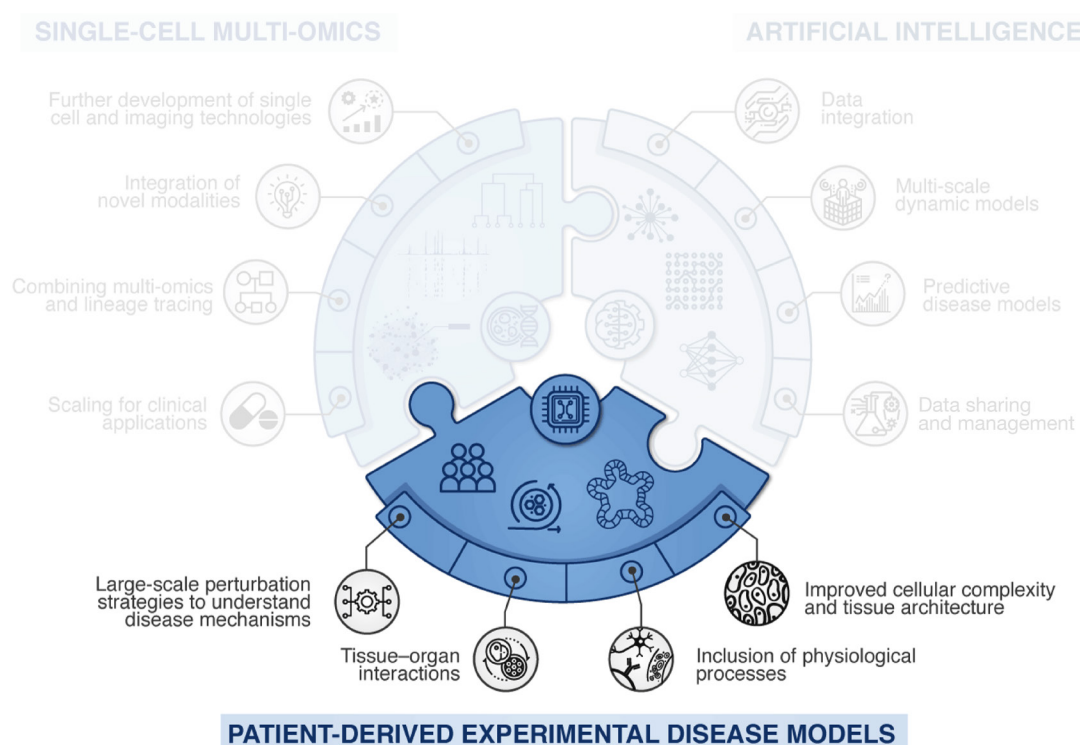 SINGLE-CELL MULTI-OMICS
ARTIFICIAL INTELLIGENCE
Further development of single
cell and imaging technologies
Data
integration
Integration of
novel modalities
Multi-scale
dynamic models
Combining multi-omics
and lineage tracing
Predictive
disease models
Scaling for clinical
applications
Data sharing
and management
Large-scale perturbation
strategies to understand
disease mechanisms
Improved cellular complexity
and tissue architecture
Tissue–organ
interactions
Inclusion of physiological
processes
PATIENT-DERIVED EXPERIMENTAL DISEASE MODELS